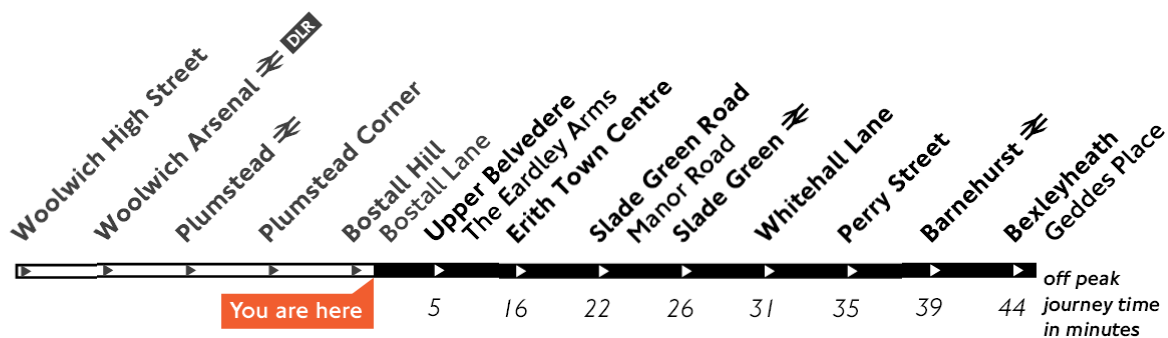 Woolwich High Street
Woolwich Arsenal DLR
Plumstead
Plumstead Corner
Bostall Hill
Bostall Lane
Upper Belvedere
The Eardley Arms
Erith Town Centre
Slade Green Road
Manor Road
Slade Green
Whitehall Lane
Perry Street
Barnehurst
Bexleyheath
Geddes Place
You are here
5 16 22 26 31 35 39 44
off peak
journey time
in minutes